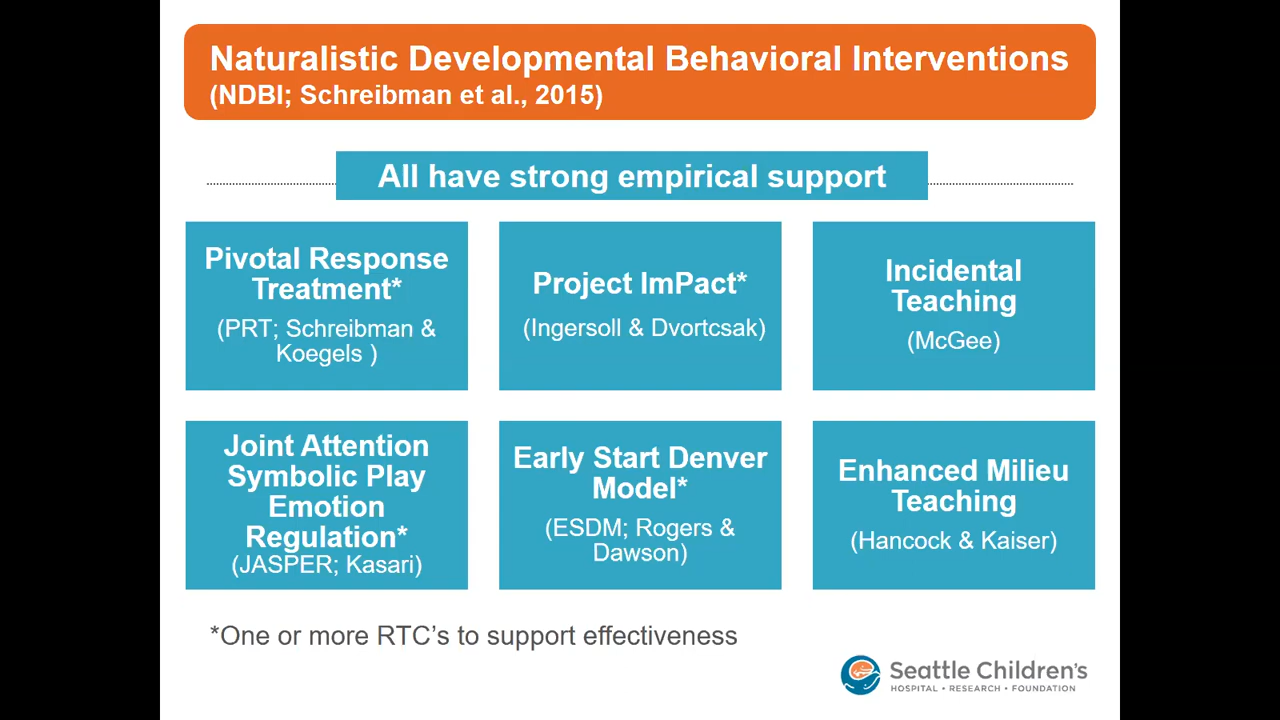 Naturalistic Developmental Behavioral Interventions
(NDBI; Schreibman et al., 2015)
All have strong empirical support
Pivotal Response
Treatment*
(PRT; Schreibman &
Koegels )
Project ImPact*
(Ingersoll & Dvortcsak)
Incidental
Teaching
(McGee)
Joint Attention
Symbolic Play
Emotion
Regulation*
(JASPER; Kasari)
Early Start Denver
Model*
(ESDM; Rogers &
Dawson)
Enhanced Milieu
Teaching
(Hancock & Kaiser)
*One or more RTC’s to support effectiveness
Seattle Children’s
HOSPITAL • RESEARCH • FOUNDATION